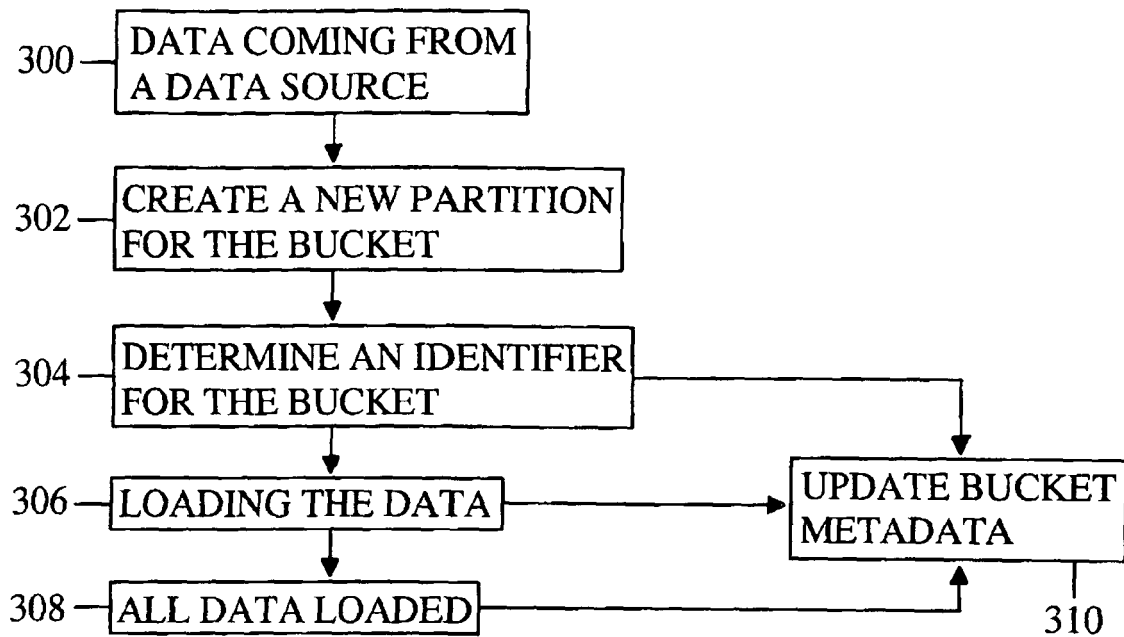 300
DATA COMING FROM
A DATA SOURCE
302
CREATE A NEW PARTITION
FOR THE BUCKET
304
DETERMINE AN IDENTIFIER
FOR THE BUCKET
306
LOADING THE DATA
UPDATE BUCKET
METADATA
308
ALL DATA LOADED
310